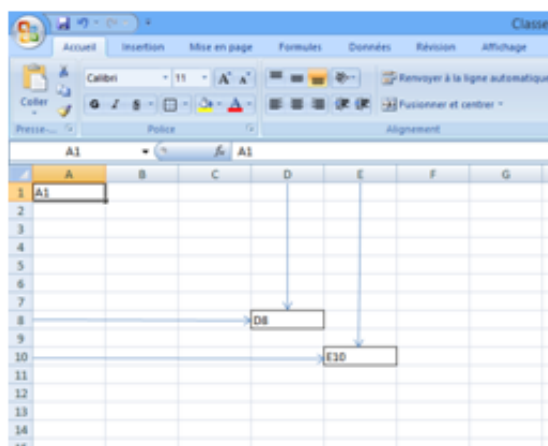 Classe
Accueil Insertion Mise en page Formules Données Révision Affichage
Coller
Calibri 11 A A
Renvoyer à la ligne automatique
G I S A
Fusionner et centrer
Presse-... Police Alignement
A1 fx A1
A B C D E F G
1 A1
2
3
4
5
6
7
8 D8
9
10 E10
11
12
13
14